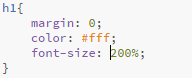 h1{
    margin: 0;
    color: #fff;
    font-size: 200%;
}